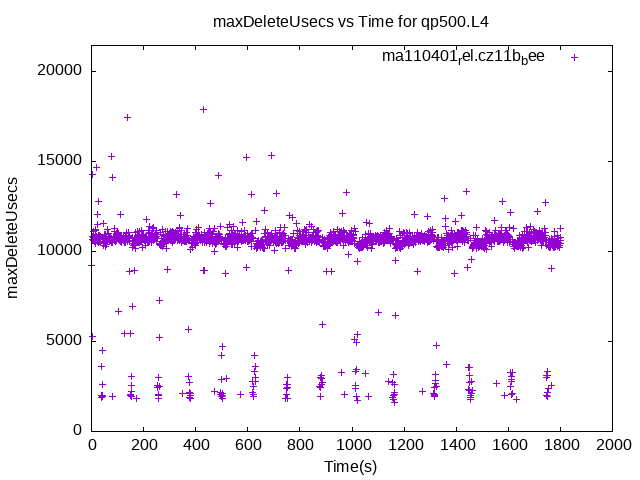 maxDeleteUsecs vs Time for qp500.L4
ma110401rel.cz11bbee
20000
15000
10000
5000
0
maxDeleteUsecs
0 200 400 600 800 1000 1200 1400 1600 1800 2000
Time(s)